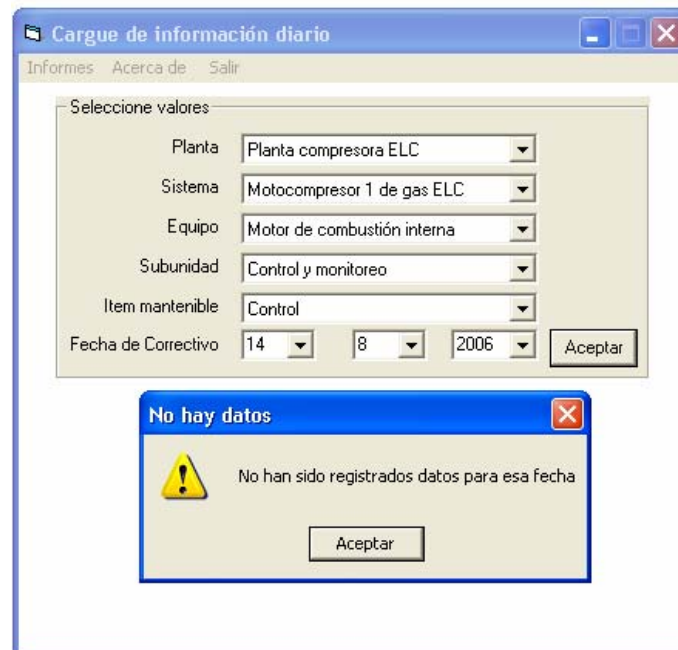 Cargue de información diario
Informes Acerca de Salir
Seleccione valores
Planta Planta compresora ELC
Sistema Motocompresor 1 de gas ELC
Equipo Motor de combustión interna
Subunidad Control y monitoreo
Item mantenible Control
Fecha de Correctivo 14 8 2006 Aceptar
No hay datos
No han sido registrados datos para esa fecha
Aceptar